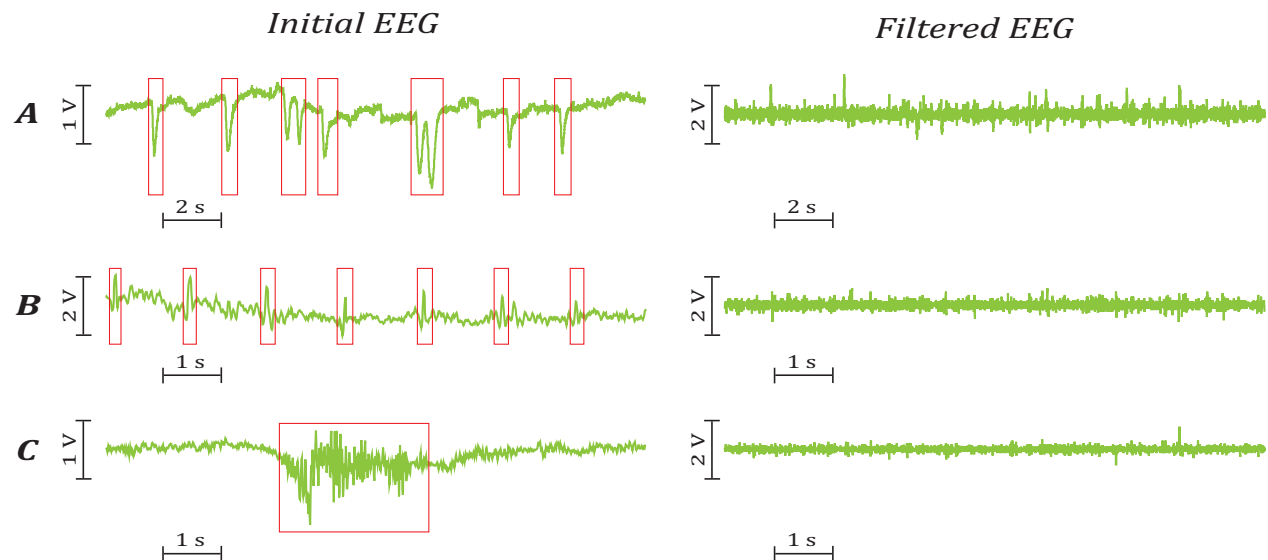 Initial EEG
Filtered EEG
A
1 V
2 s
2 V
2 s
B
2 V
1 s
2 V
1 s
C
1 V
1 s
2 V
1 s